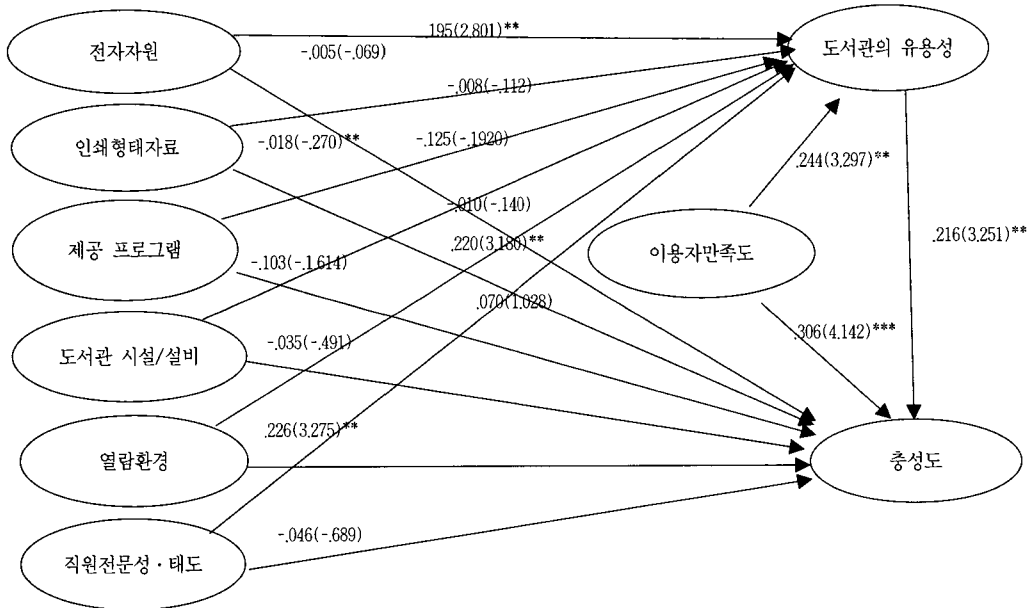 전자자원
.195(2.801)**
-.005(-.069)
도서관의 유용성
-.008(-.112)
인쇄형태자료
-.018(-.270)**
-.125(-.1920)
.244(3.297)**
제공 프로그램
-.010(-.140)
.220(3.180)**
이용자만족도
.216(3.251)**
-.103(-.1.614)
.070(1.028)
도서관 시설/설비
-.035(-.491)
.306(4.142)***
열람환경
.226(3.275)**
충성도
직원전문성·태도
-.046(-.689)